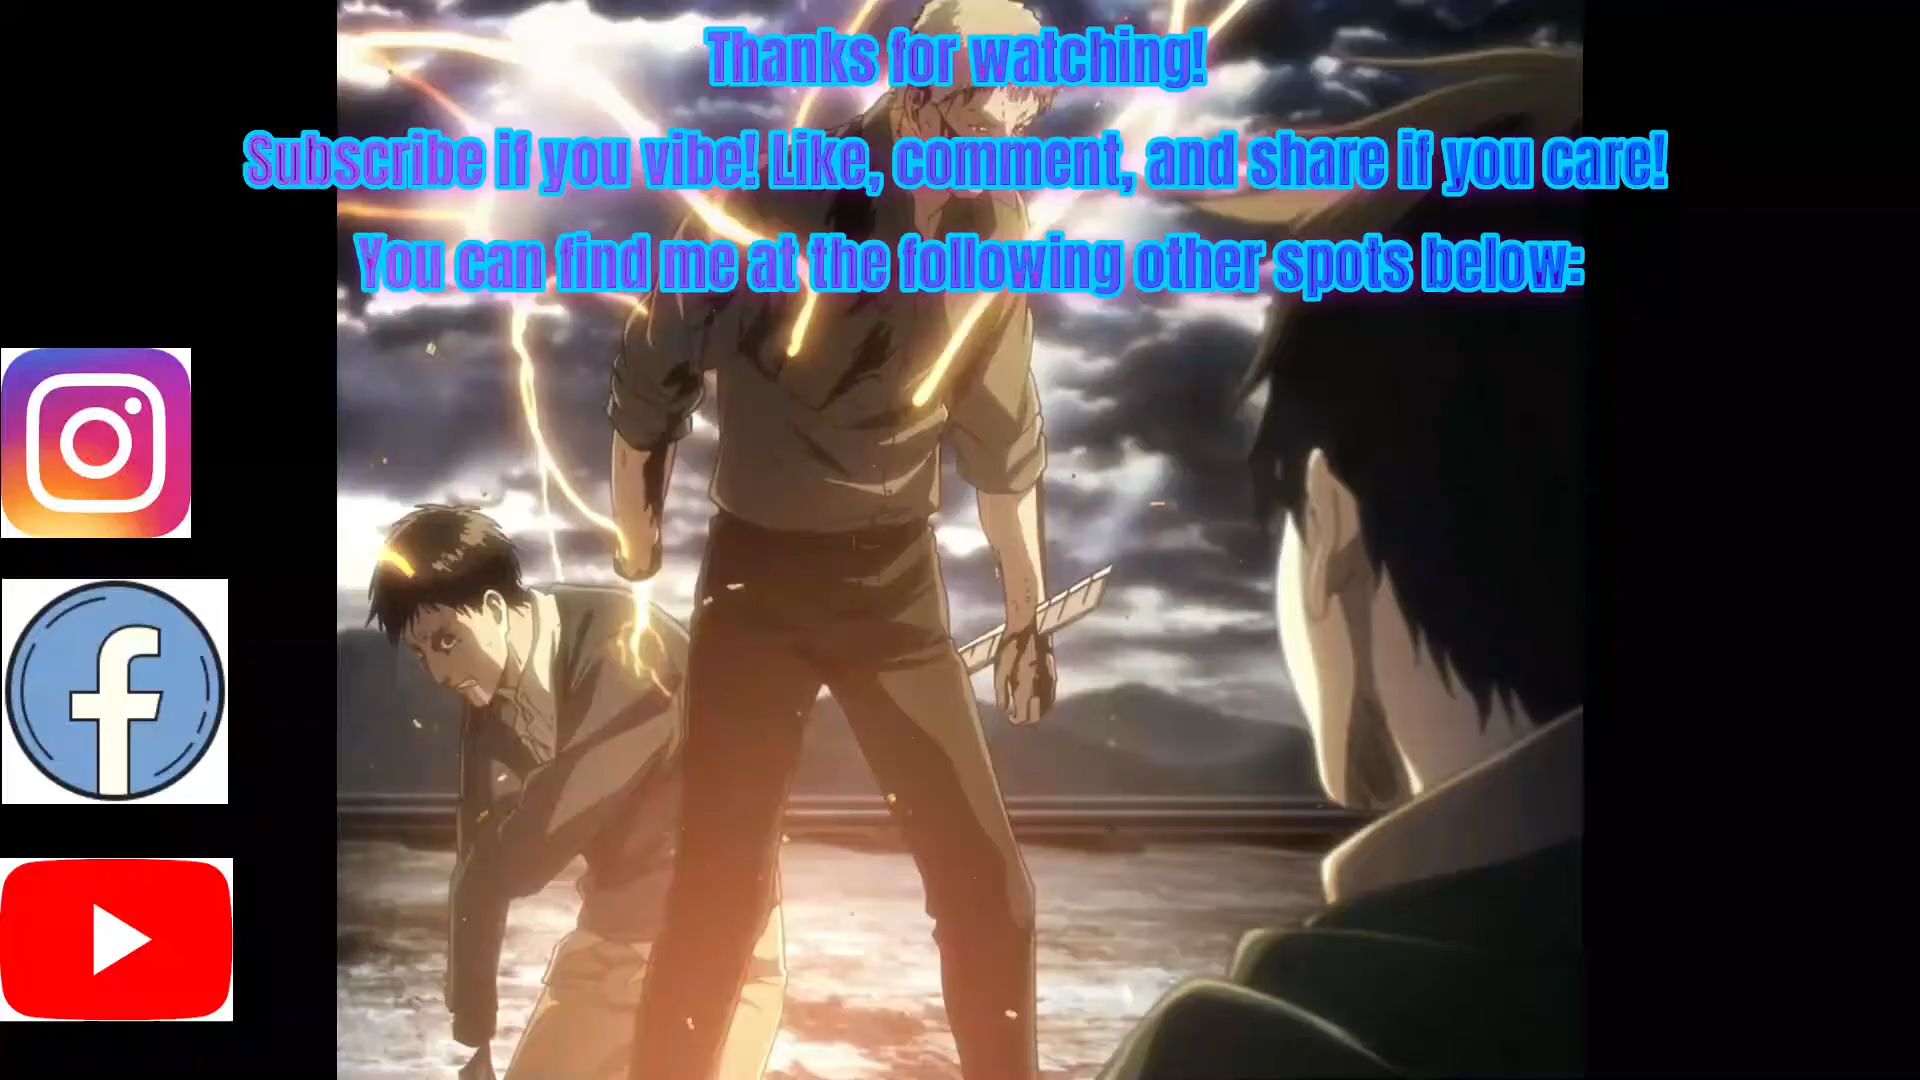 Thanks for watching!
Subscribe if you vibe! Like, comment, and share if you care!
You can find me at the following other spots below: